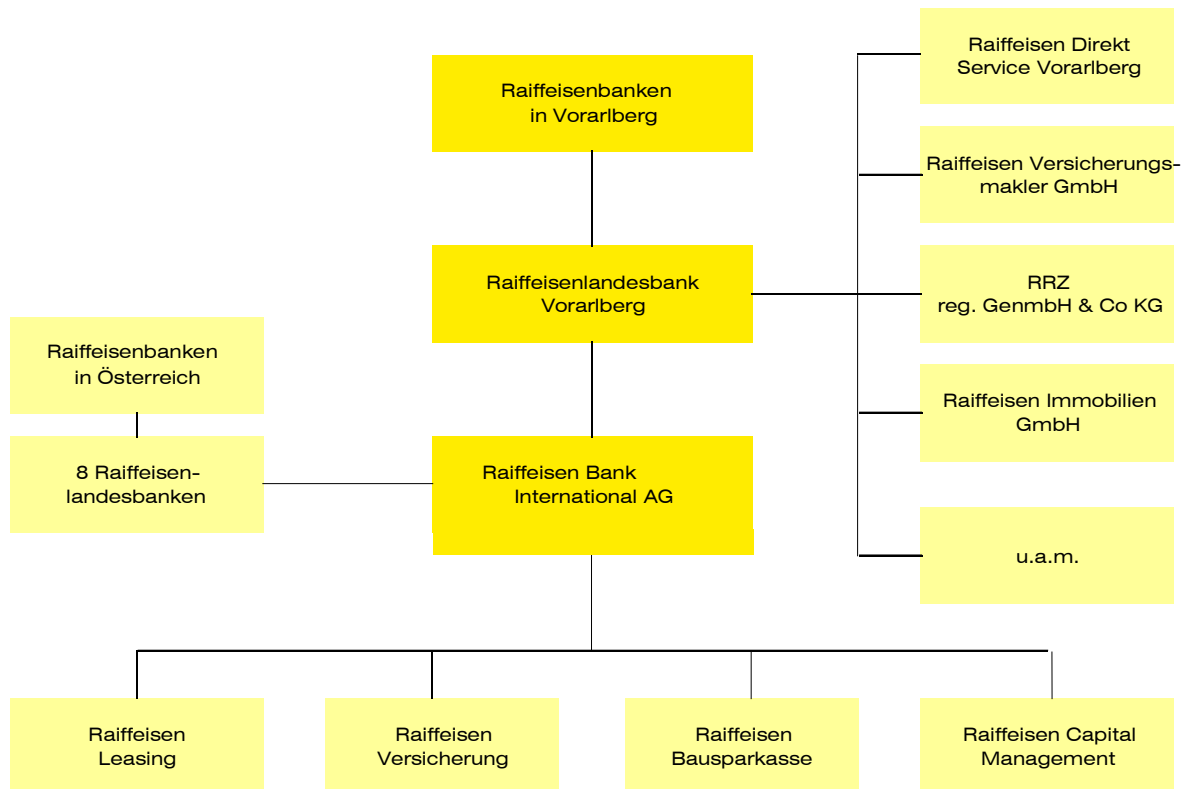 Raiffeisen Direkt
Service Vorarlberg
Raiffeisenbanken
in Vorarlberg
Raiffeisen Versicherungs-
makler GmbH
Raiffeisenlandesbank
Vorarlberg
RRZ
reg. GenmbH & Co KG
Raiffeisenbanken
in Österreich
Raiffeisen Immobilien
GmbH
8 Raiffeisen-
landesbanken
Raiffeisen Bank
International AG
u.a.m.
Raiffeisen
Leasing
Raiffeisen
Versicherung
Raiffeisen
Bausparkasse
Raiffeisen Capital
Management